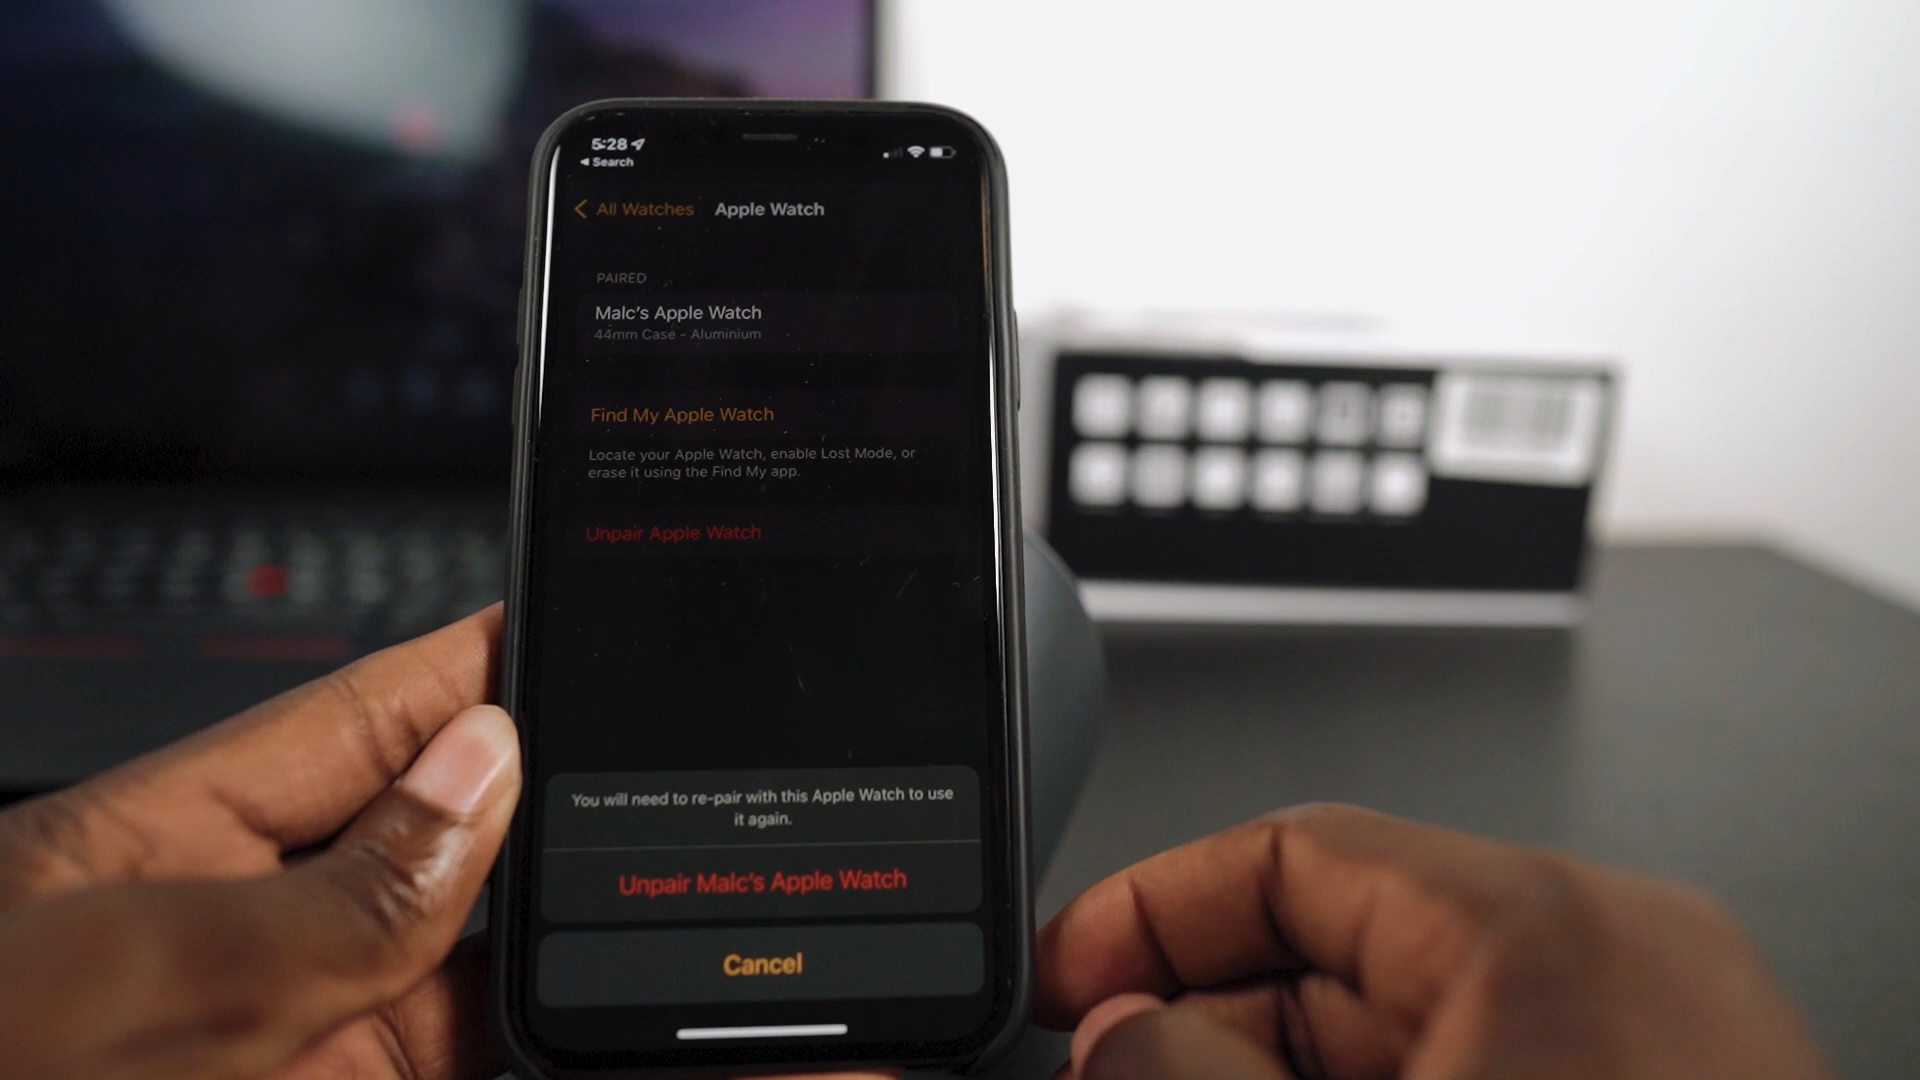 5:28
◀ Search
All Watches Apple Watch
PAIRED
Malc's Apple Watch
44mm Case - Aluminium
Find My Apple Watch
Locate your Apple Watch, enable Lost Mode, or
erase it using the Find My app.
Unpair Apple Watch
You will need to re-pair with this Apple Watch to use
it again.
Unpair Malc's Apple Watch
Cancel